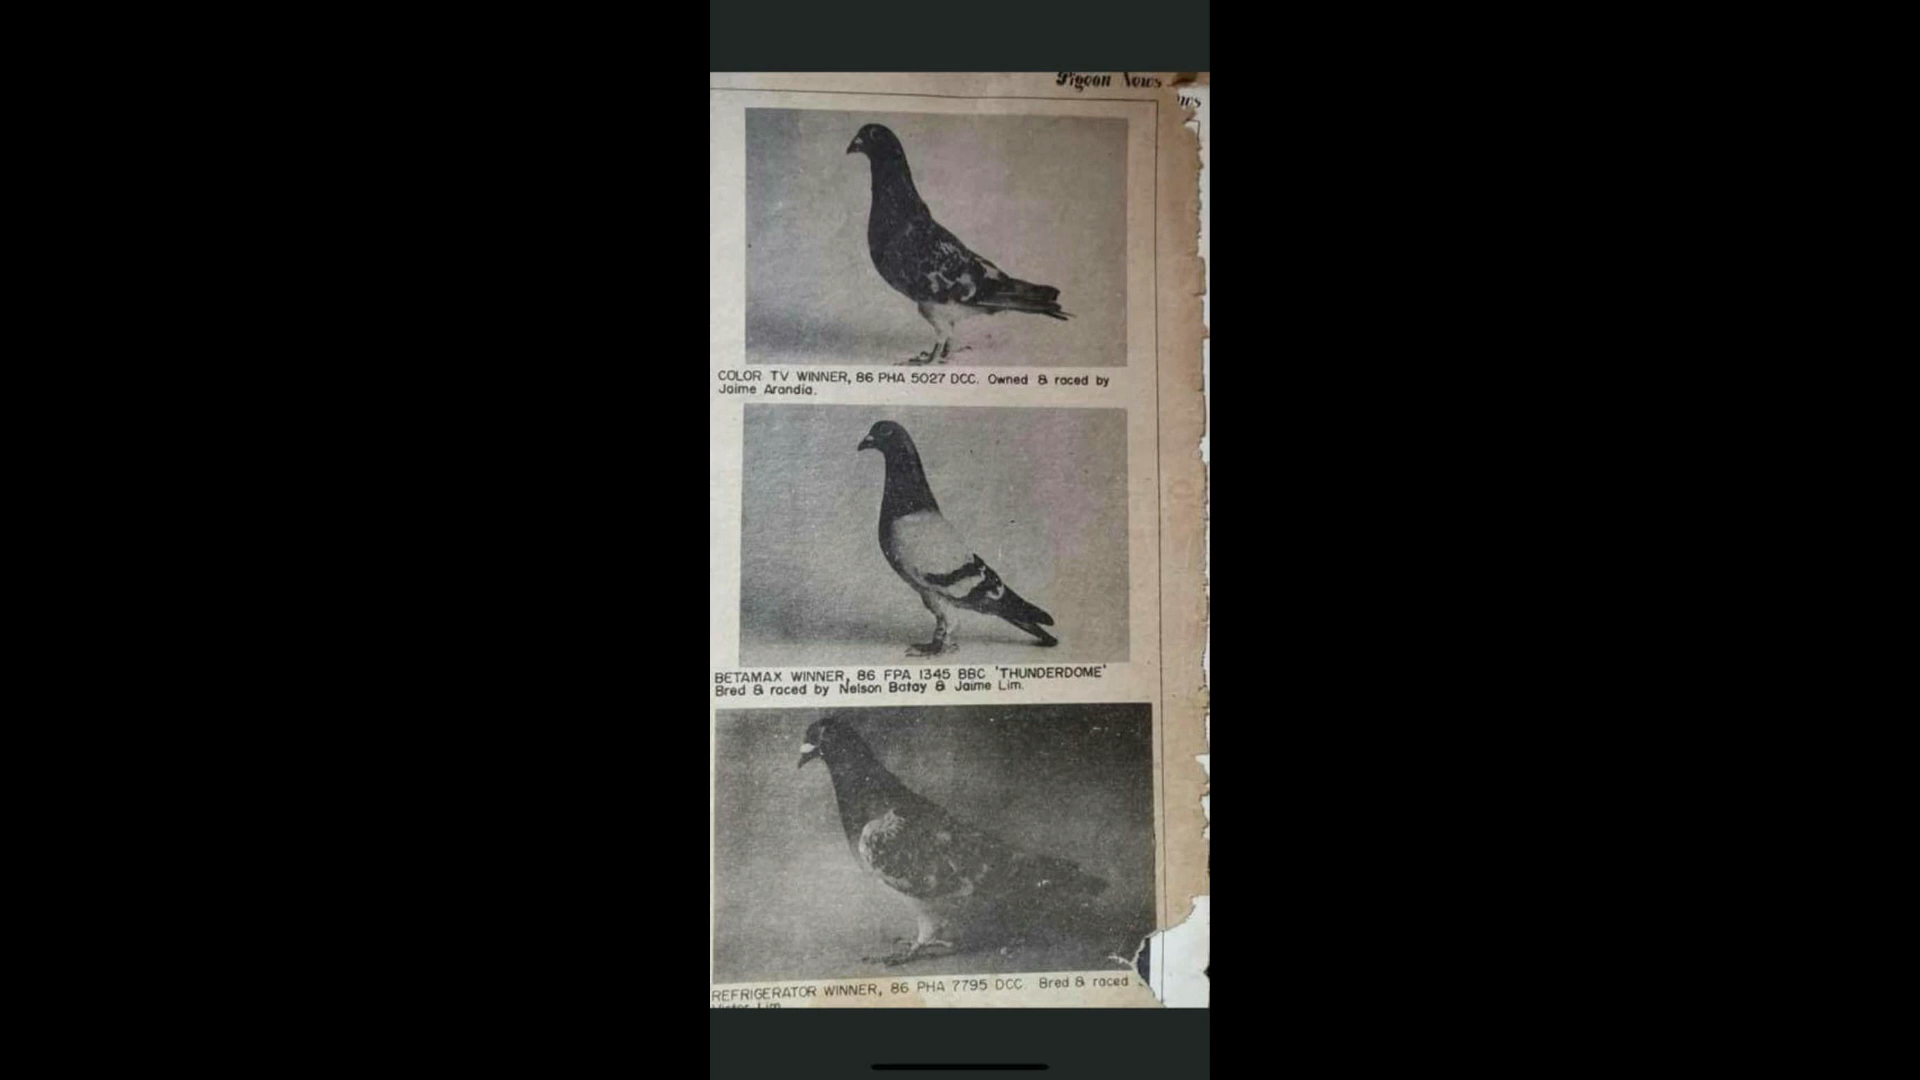 Pigeon News
COLOR TV WINNER, 86 PHA 5027 DCC. Owned & raced by
Jaime Arandia.
BETAMAX WINNER, 86 FPA 1345 BBC 'THUNDERDOME'
Bred & raced by Nelson Batay & Jaime Lim.
REFRIGERATOR WINNER, 86 PHA 7795 DCC. Bred & raced
Lim